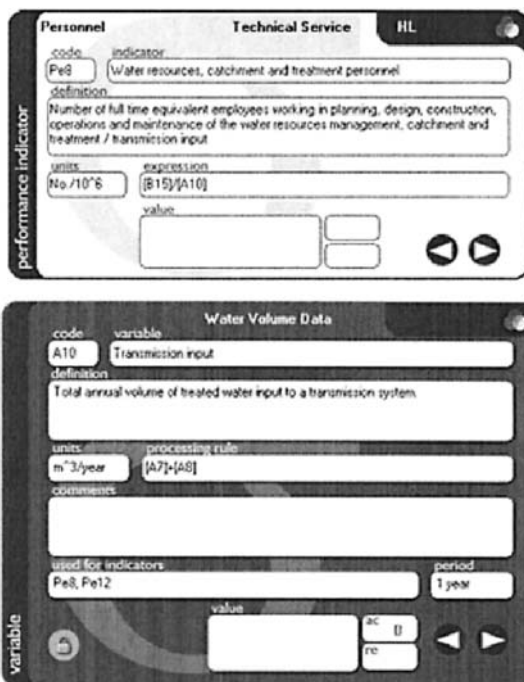 Personnel Technical Service HL
code indicator
Pe8 Water resources, catchment and treatment personnel
definition
Number of full time equivalent employees working in planning, design, construction,
operations and maintenance of the water resources management, catchment and
treatment / transmission input
units expression
No./10^6 [B15]/[A10]
value
performance indicator
Water Volume Data
code variable
A10 Transmission input
definition
Total annual volume of treated water input to a transmission system.
units processing rule
m^3/year [A7]+[A8]
comments
used for indicators period
Pe8, Pe12 1 year
value
ac B
re
variable